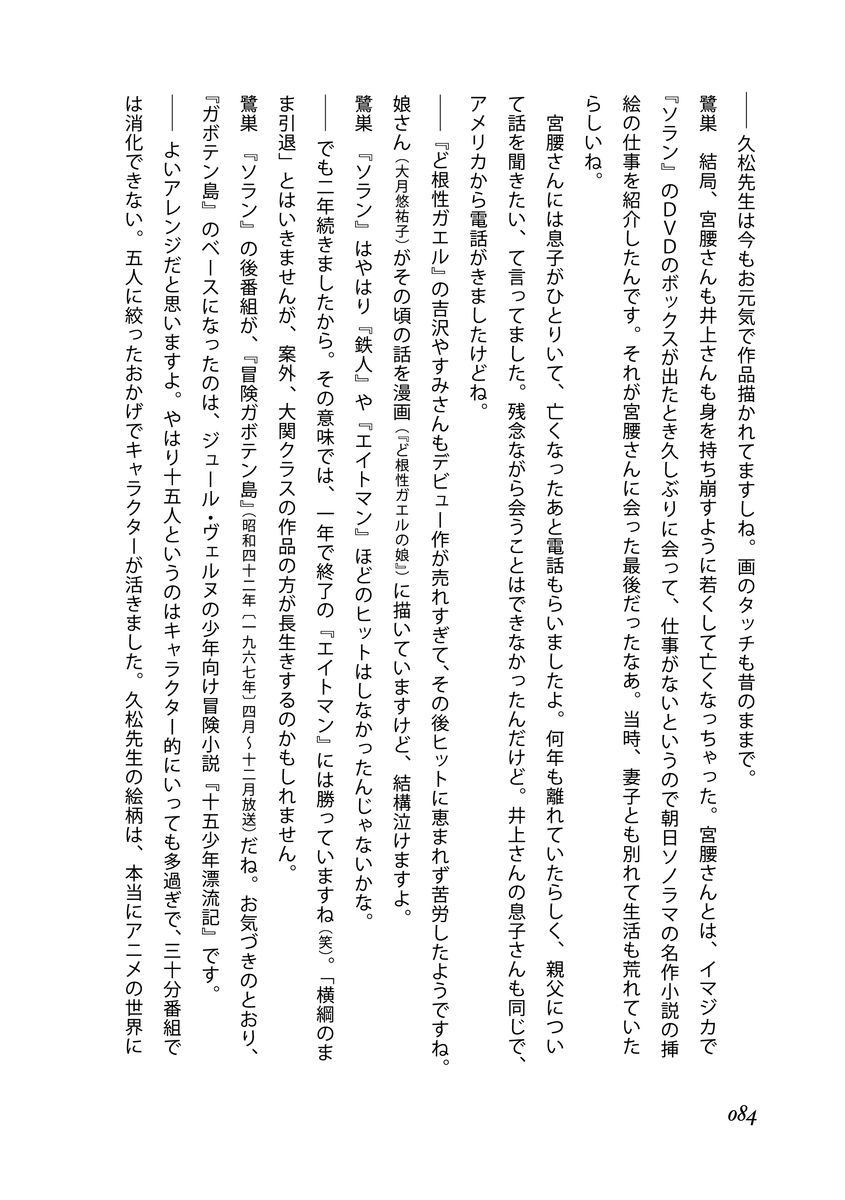 ―― 久松先生は今もお元気で作品描かれてますしね。画のタッチも昔のままで。
鷺巣　結局、宮腰さんも井上さんも身を持ち崩すように若くして亡くなっちゃった。宮腰さんとは、イマジカで
『ソラン』のDVDのボックスが出たとき久しぶりに会って、仕事がないというので朝日ソノラマの名作小説の挿
絵の仕事を紹介したんです。それが宮腰さんに会った最後だったなあ。当時、妻子とも別れて生活も荒れていた
らしいね。
　宮腰さんには息子がひとりいて、亡くなったあと電話もらいましたよ。何年も離れていたらしく、親父につい
て話を聞きたい、て言ってました。残念ながら会うことはできなかったんだけど。井上さんの息子さんも同じで、
アメリカから電話がきましたけどね。
―― 『ど根性ガエル』の吉沢やすみさんもデビュー作が売れすぎて、その後ヒットに恵まれず苦労したようですね。
娘さん（大月悠祐子）がその頃の話を漫画（『ど根性ガエルの娘』）に描いていますけど、結構泣けますよ。
鷺巣　『ソラン』はやはり『鉄人』や『エイトマン』ほどのヒットはしなかったんじゃないかな。
―― でも二年続きましたから。その意味では、一年で終了の『エイトマン』には勝っていますね（笑）。「横綱のま
ま引退」とはいきませんが、案外、大関クラスの作品の方が長生きするのかもしれません。
鷺巣　『ソラン』の後番組が、『冒険ガボテン島』（昭和四十二年〔一九六七年〕四月～十二月放送）だね。お気づきのとおり、
『ガボテン島』のベースになったのは、ジュール・ヴェルヌの少年向け冒険小説『十五少年漂流記』です。
―― よいアレンジだと思いますよ。やはり十五人というのはキャラクター的にいっても多過ぎで、三十分番組で
は消化できない。五人に絞ったおかげでキャラクターが活きました。久松先生の絵柄は、本当にアニメの世界に
084